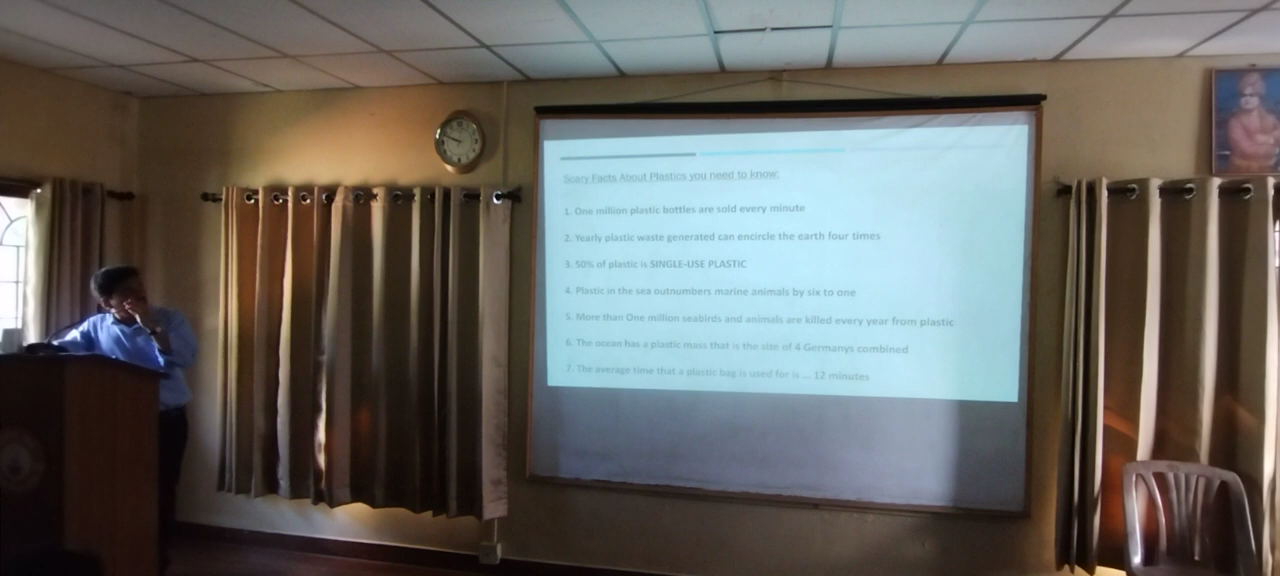 Scary Facts About Plastics you need to know:
1. One million plastic bottles are sold every minute
2. Yearly plastic waste generated can encircle the earth four times
3. 50% of plastic is SINGLE-USE PLASTIC
4. Plastic in the sea outnumbers marine animals by six to one
5. More than One million seabirds and animals are killed every year from plastic
6. The ocean has a plastic mass that is the size of 4 Germanys combined
7. The average time that a plastic bag is used for is ... 12 minutes